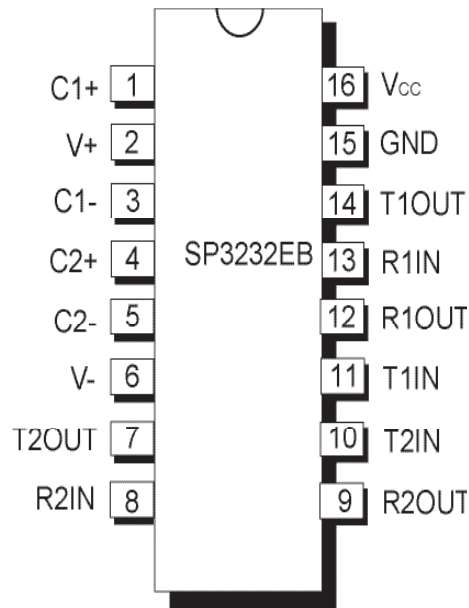 C1+ 1 16 Vcc
V+ 2 15 GND
C1- 3 14 T1OUT
C2+ 4 SP3232EB 13 R1IN
C2- 5 12 R1OUT
V- 6 11 T1IN
T2OUT 7 10 T2IN
R2IN 8 9 R2OUT